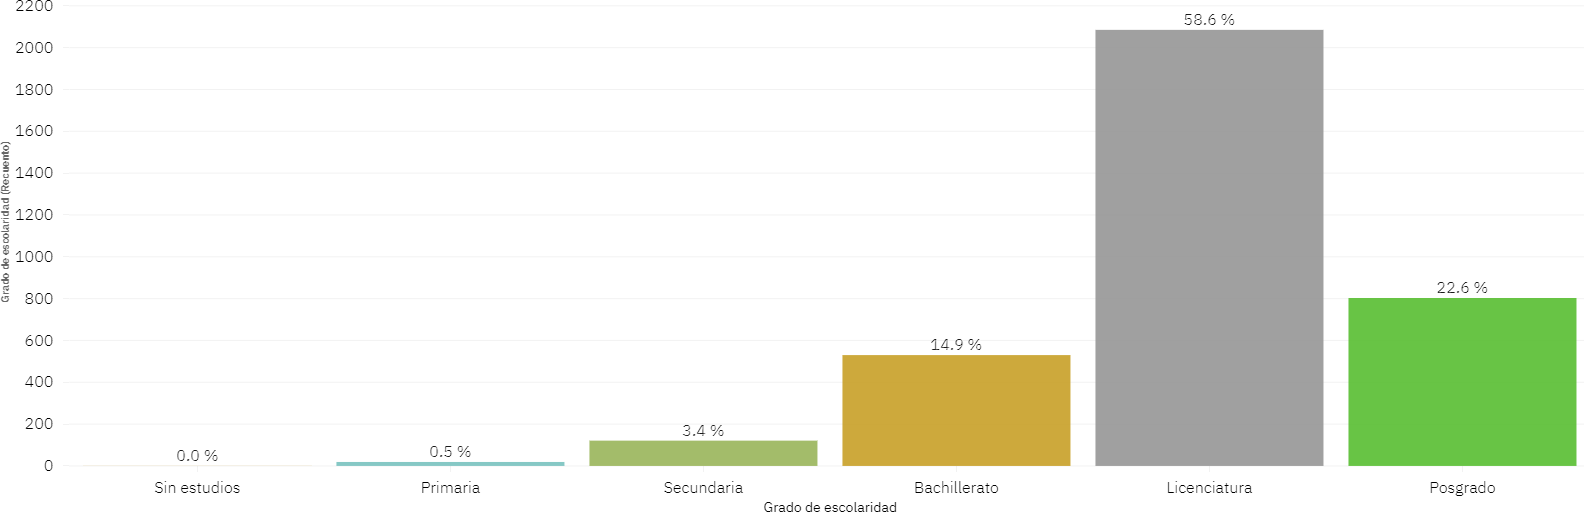 2200
2000
1800
1600
1400
1200
1000
800
600
400
200
0
Grado de escolaridad (Recuento)
0.0 %
0.5 %
3.4 %
14.9 %
58.6 %
22.6 %
Sin estudios
Primaria
Secundaria
Bachillerato
Licenciatura
Posgrado
Grado de escolaridad